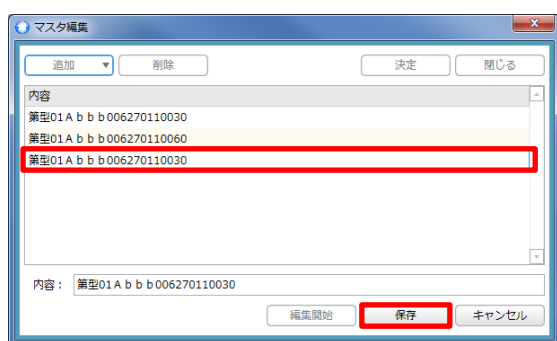 マスタ編集
追加 ▼ 削除 決定 閉じる
内容
第型01Ａｂｂｂ006270110030
第型01Ａｂｂｂ006270110060
第型01Ａｂｂｂ006270110030
内容： 第型01Ａｂｂｂ006270110030
編集開始 保存 キャンセル